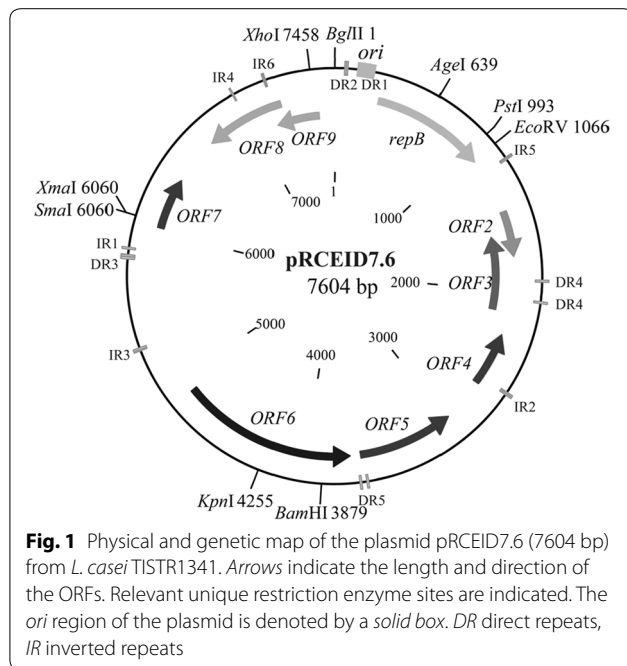 XhoI 7458
BglII 1
ori
IR6
DR2
DR1
AgeI 639
IR4
PstI 993
EcoRV 1066
ORF9
ORF8
repB
IR5
XmaI 6060
SmaI 6060
ORF7
7000
1
1000
ORF2
IR1
DR3
6000
pRCEID7.6
7604 bp
2000
ORF3
DR4
DR4
5000
4000
3000
IR3
ORF4
IR2
ORF6
ORF5
KpnI 4255
BamHI 3879
DR5
Fig. 1 Physical and genetic map of the plasmid pRCEID7.6 (7604 bp)
from L. casei TISTR1341. Arrows indicate the length and direction of
the ORFs. Relevant unique restriction enzyme sites are indicated. The
ori region of the plasmid is denoted by a solid box. DR direct repeats,
IR inverted repeats